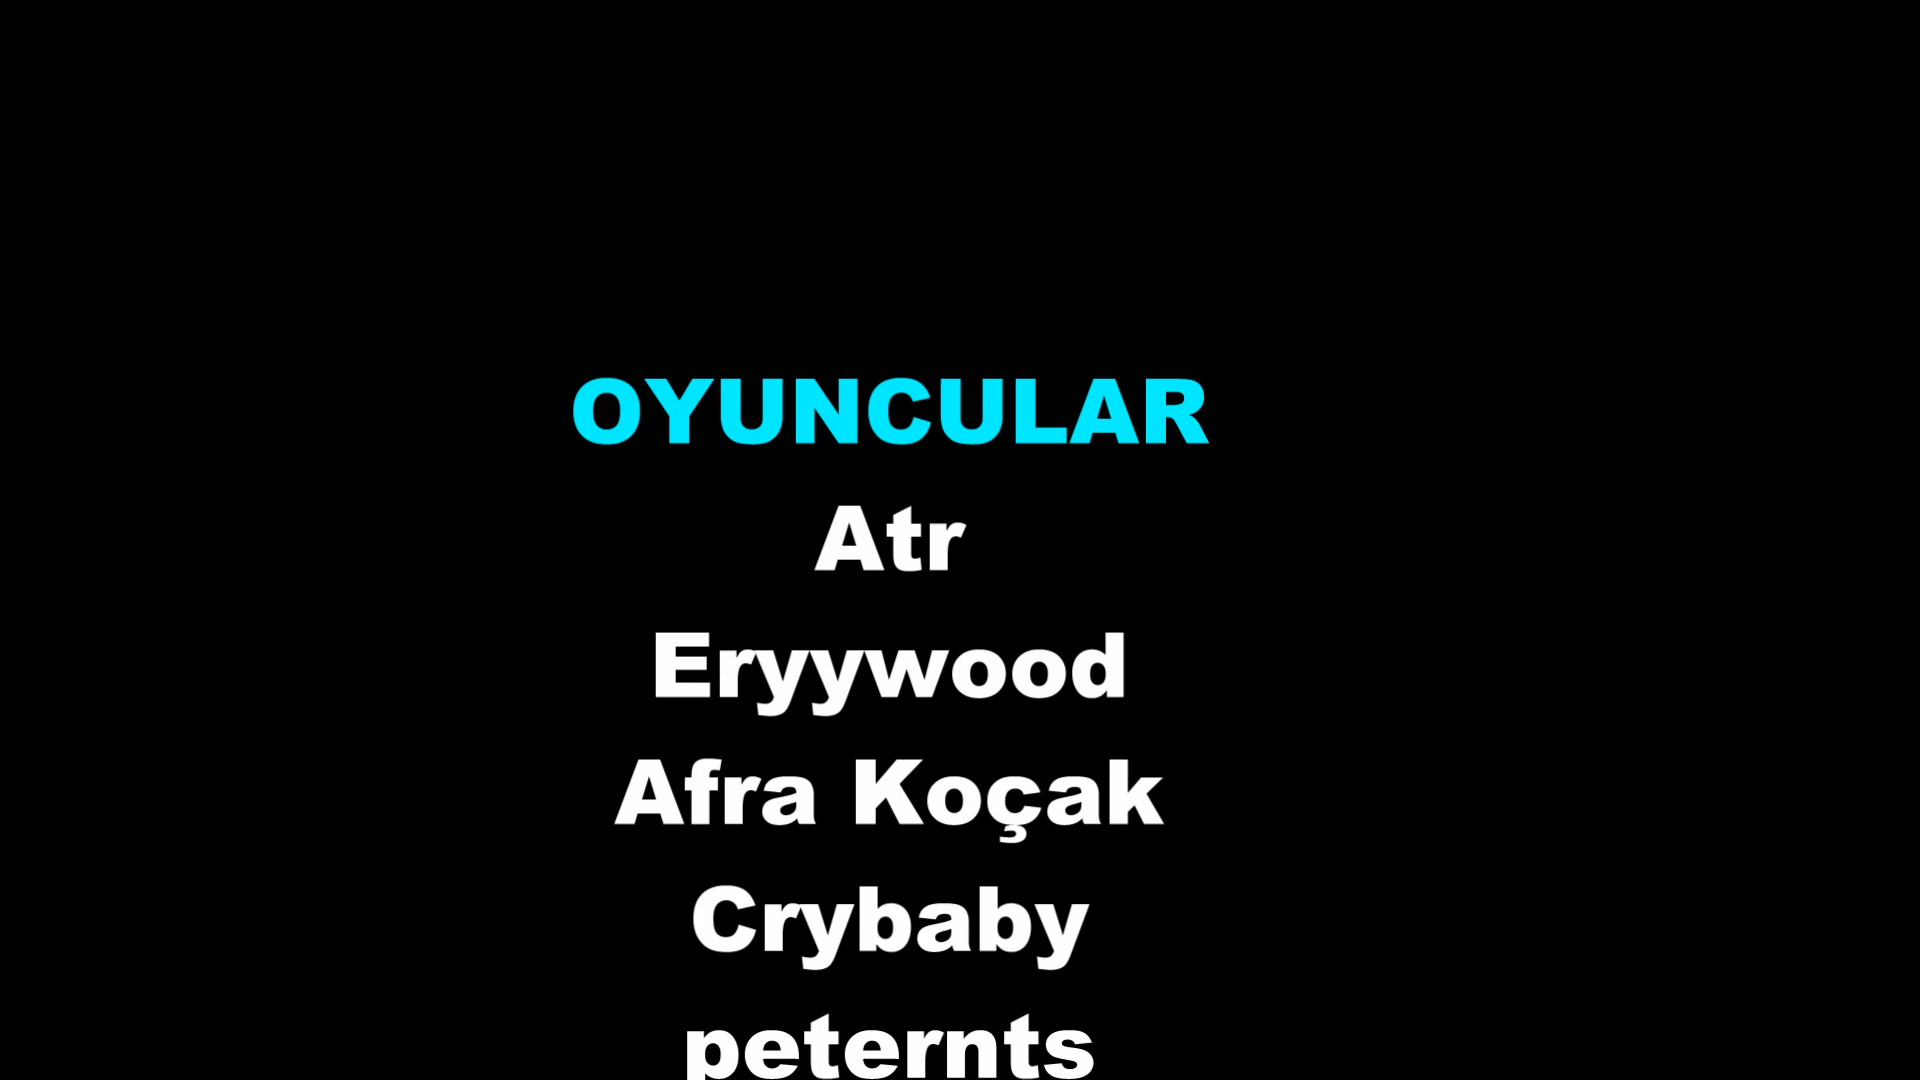 OYUNCULAR
Atr
Eryywood
Afra Koçak
Crybaby
peternts